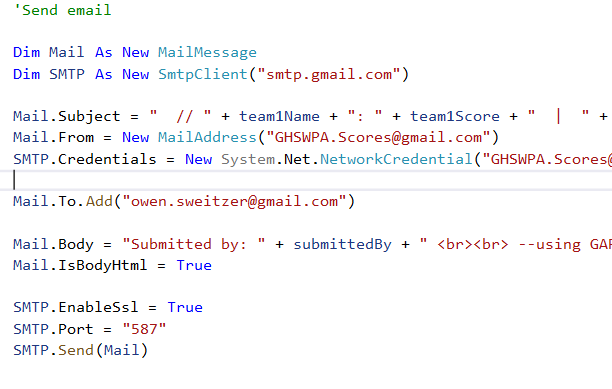 'Send email
Dim Mail As New MailMessage
Dim SMTP As New SmtpClient("smtp.gmail.com")
Mail.Subject = "  // " + team1Name + ": " + team1Score + "  |  " +
Mail.From = New MailAddress("GHSWPA.Scores@gmail.com")
SMTP.Credentials = New System.Net.NetworkCredential("GHSWPA.Scores@
Mail.To.Add("owen.sweitzer@gmail.com")
Mail.Body = "Submitted by: " + submittedBy + " <br><br> --using GAP
Mail.IsBodyHtml = True
SMTP.EnableSsl = True
SMTP.Port = "587"
SMTP.Send(Mail)